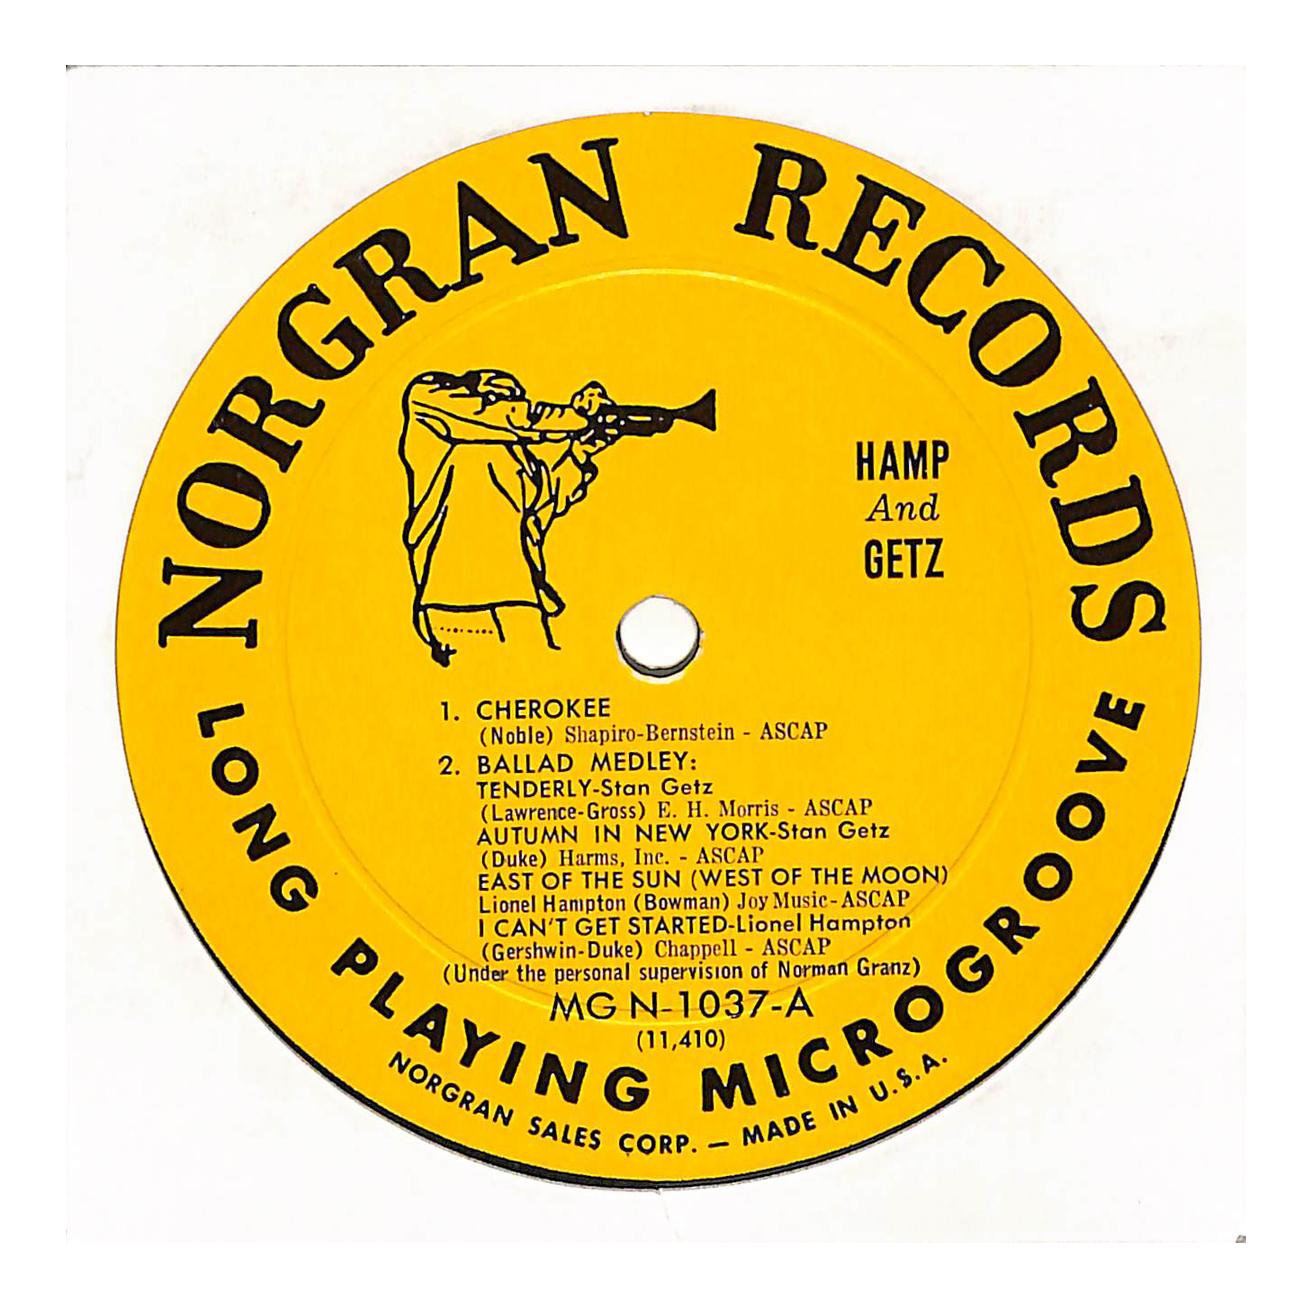 NORGRAN RECORDS
HAMP
And
GETZ
1. CHEROKEE
(Noble) Shapiro-Bernstein - ASCAP
2. BALLAD MEDLEY:
TENDERLY-Stan Getz
(Lawrence-Gross) E. H. Morris - ASCAP
AUTUMN IN NEW YORK-Stan Getz
(Duke) Harms, Inc. - ASCAP
EAST OF THE SUN (WEST OF THE MOON)
Lionel Hampton (Bowman) Joy Music-ASCAP
I CAN'T GET STARTED-Lionel Hampton
(Gershwin-Duke) Chappell - ASCAP
(Under the personal supervision of Norman Granz)
MG N-1037-A
(11,410)
LONG PLAYING MICROGROOVE
NORGRAN SALES CORP. — MADE IN U.S.A.